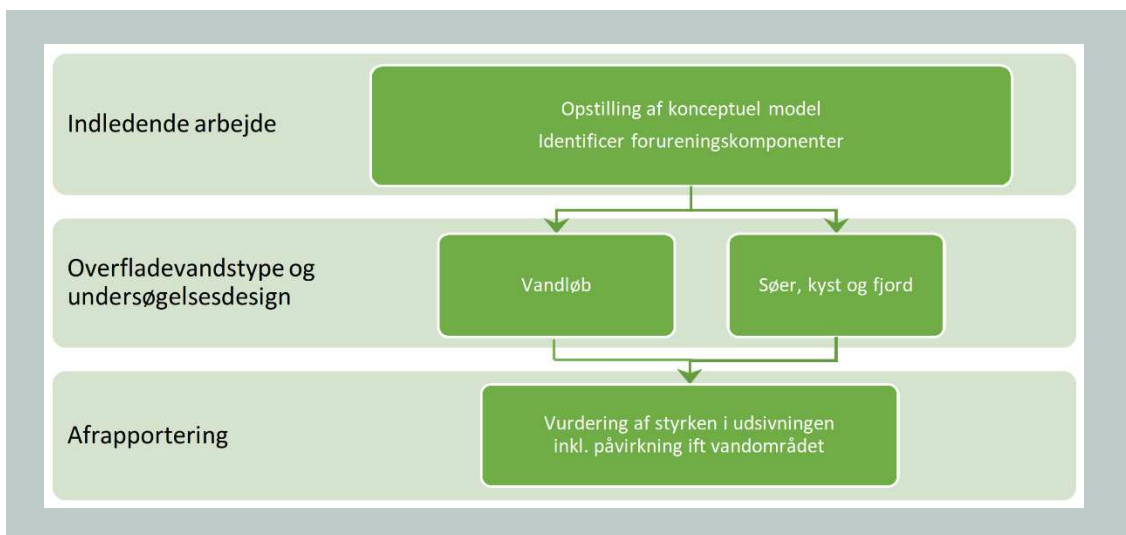 Indledende arbejde
Opstilling af konceptuel model
Identificer forureningskomponenter
Overfladevandstype og
undersøgelsesdesign
Vandløb
Søer, kyst og fjord
Afrapportering
Vurdering af styrken i udsivningen
inkl. påvirkning ift vandområdet